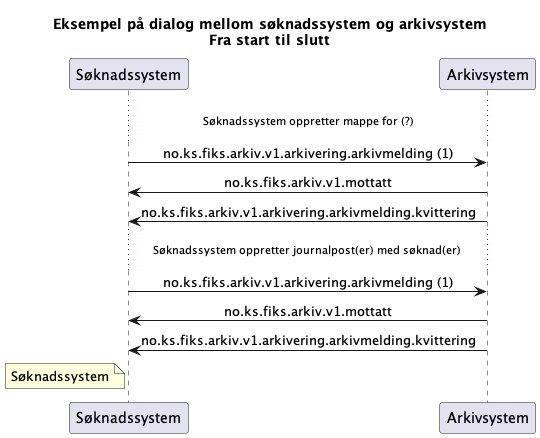 Eksempel på dialog mellom søknadssystem og arkivsystem
Fra start til slutt
Søknadssystem Arkivsystem
Søknadssystem oppretter mappe for (?)
no.ks.fiks.arkiv.v1.arkivering.arkivmelding (1)
no.ks.fiks.arkiv.v1.mottatt
no.ks.fiks.arkiv.v1.arkivering.arkivmelding.kvittering
Søknadssystem oppretter journalpost(er) med søknad(er)
no.ks.fiks.arkiv.v1.arkivering.arkivmelding (1)
no.ks.fiks.arkiv.v1.mottatt
no.ks.fiks.arkiv.v1.arkivering.arkivmelding.kvittering
Søknadssystem
Søknadssystem Arkivsystem